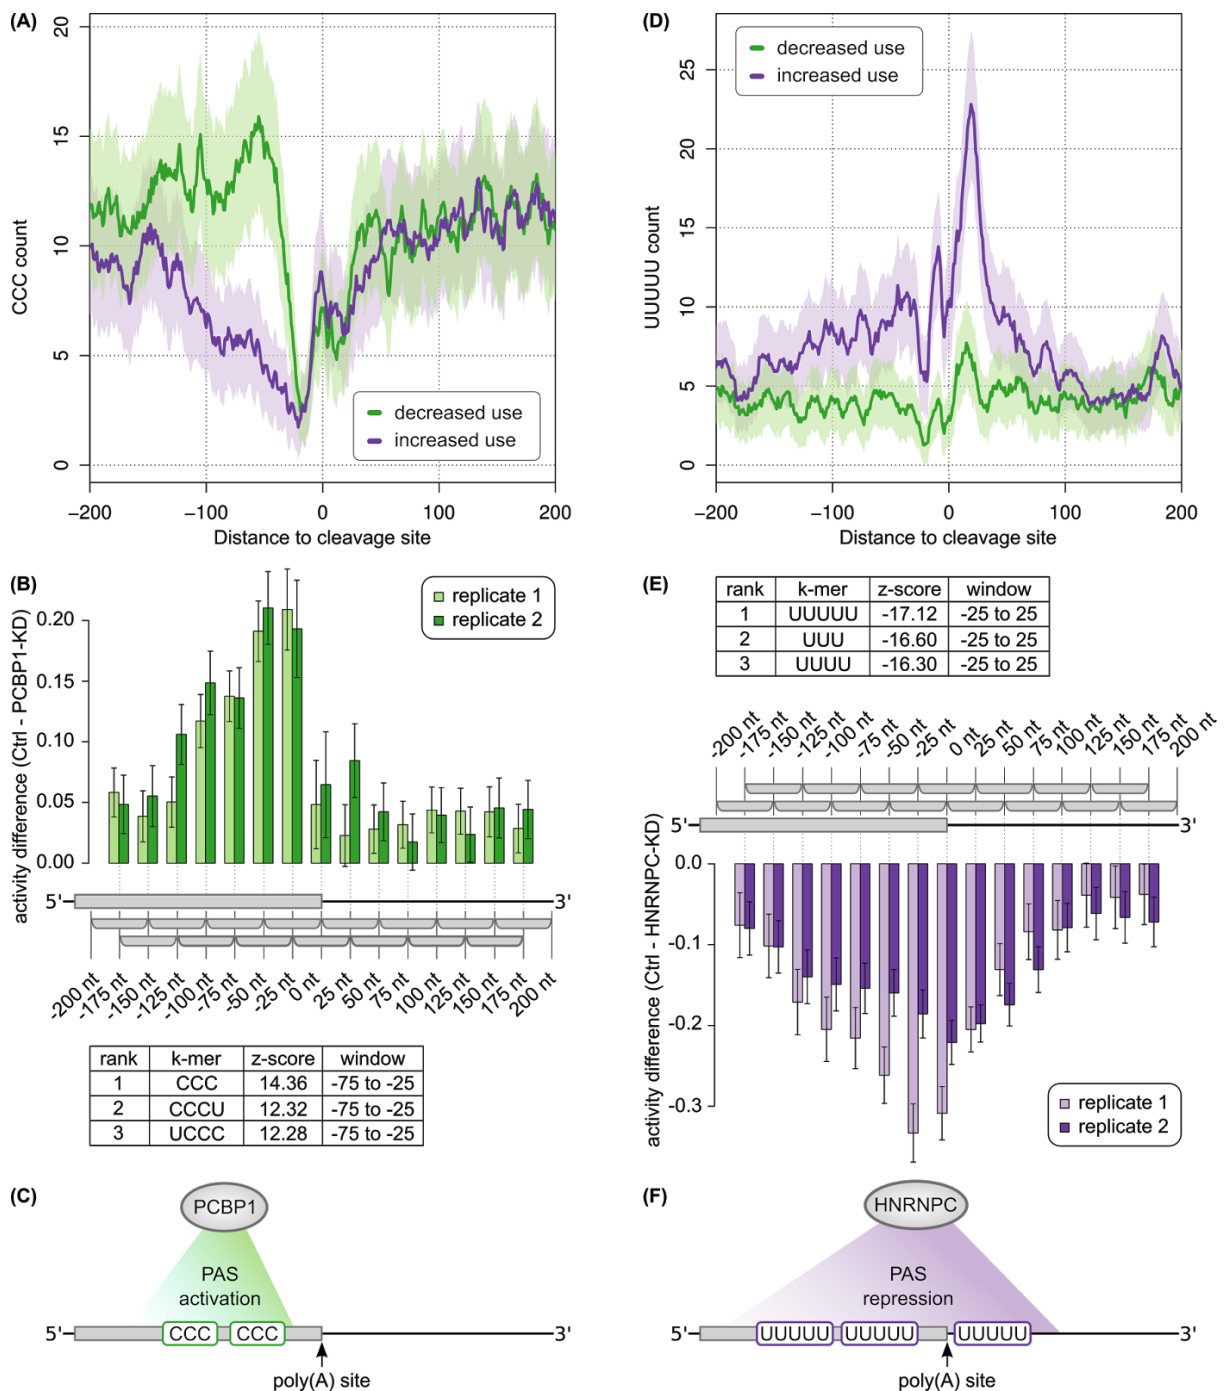 (A)
20
15
10
5
0
CCC count
decreased use
increased use
−200 −100 0 100 200
Distance to cleavage site
(D)
25
20
15
10
5
0
UUUUU count
decreased use
increased use
−200 −100 0 100 200
Distance to cleavage site
(B)
activity difference (Ctrl - PCBP1-KD)
0.20
0.15
0.10
0.05
0.00
replicate 1
replicate 2
5' 3'
-200 nt -175 nt -150 nt -125 nt -100 nt -75 nt -50 nt -25 nt 0 nt 25 nt 50 nt 75 nt 100 nt 125 nt 150 nt 175 nt 200 nt
rank k-mer z-score window
1 CCC 14.36 -75 to -25
2 CCCU 12.32 -75 to -25
3 UCCC 12.28 -75 to -25
(E)
rank k-mer z-score window
1 UUUUU -17.12 -25 to 25
2 UUU -16.60 -25 to 25
3 UUUU -16.30 -25 to 25
-200 nt -175 nt -150 nt -125 nt -100 nt -75 nt -50 nt -25 nt 0 nt 25 nt 50 nt 75 nt 100 nt 125 nt 150 nt 175 nt 200 nt
5' 3'
activity difference (Ctrl - HNRNPC-KD)
0.0
-0.1
-0.2
-0.3
replicate 1
replicate 2
(C)
PCBP1
PAS
activation
5' CCC CCC 3'
poly(A) site
(F)
HNRNPC
PAS
repression
5' UUUUU UUUUU UUUUU 3'
poly(A) site